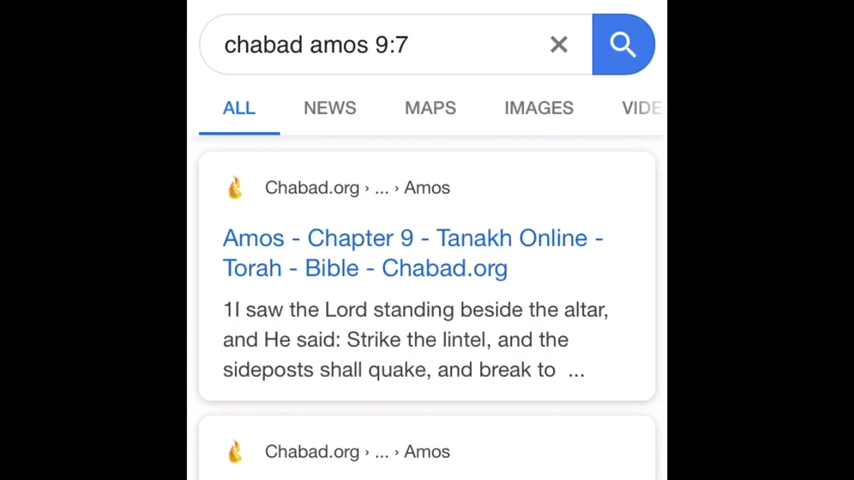 chabad amos 9:7
ALL NEWS MAPS IMAGES VIDE
Chabad.org › ... › Amos
Amos - Chapter 9 - Tanakh Online -
Torah - Bible - Chabad.org
1I saw the Lord standing beside the altar,
and He said: Strike the lintel, and the
sideposts shall quake, and break to ...
Chabad.org › ... › Amos